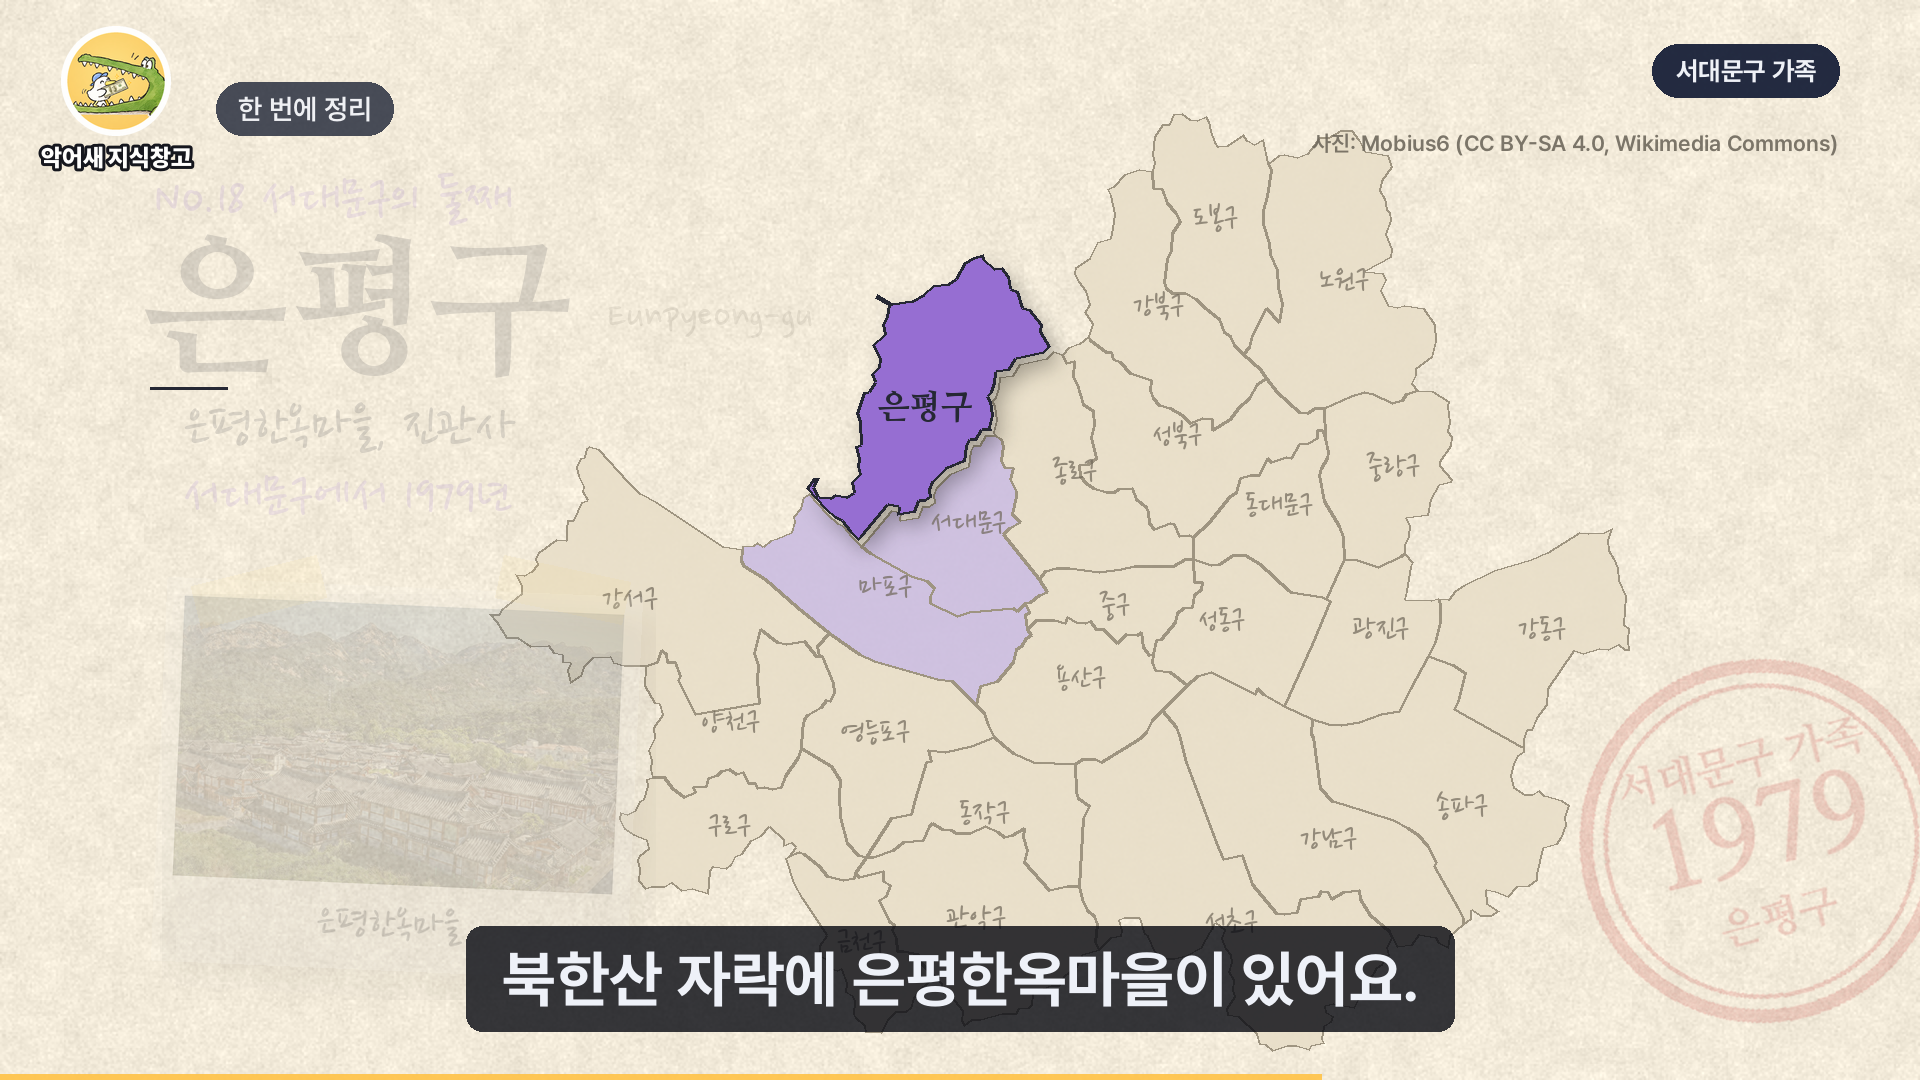 악어새 지식창고
한 번에 정리
서대문구 가족
사진: Mobius6 (CC BY-SA 4.0, Wikimedia Commons)
NO.18 서대문구의 둘째
은평구
Eunpyeong-gu
은평한옥마을, 진관사
서대문구에서 1979년
은평한옥마을
도봉구
노원구
강북구
은평구
성북구
종로구
중랑구
동대문구
서대문구
마포구
강서구
중구
성동구
광진구
강동구
용산구
양천구
영등포구
동작구
구로구
송파구
강남구
관악구
서초구
금천구
서대문구 가족
1979
은평구
북한산 자락에 은평한옥마을이 있어요.